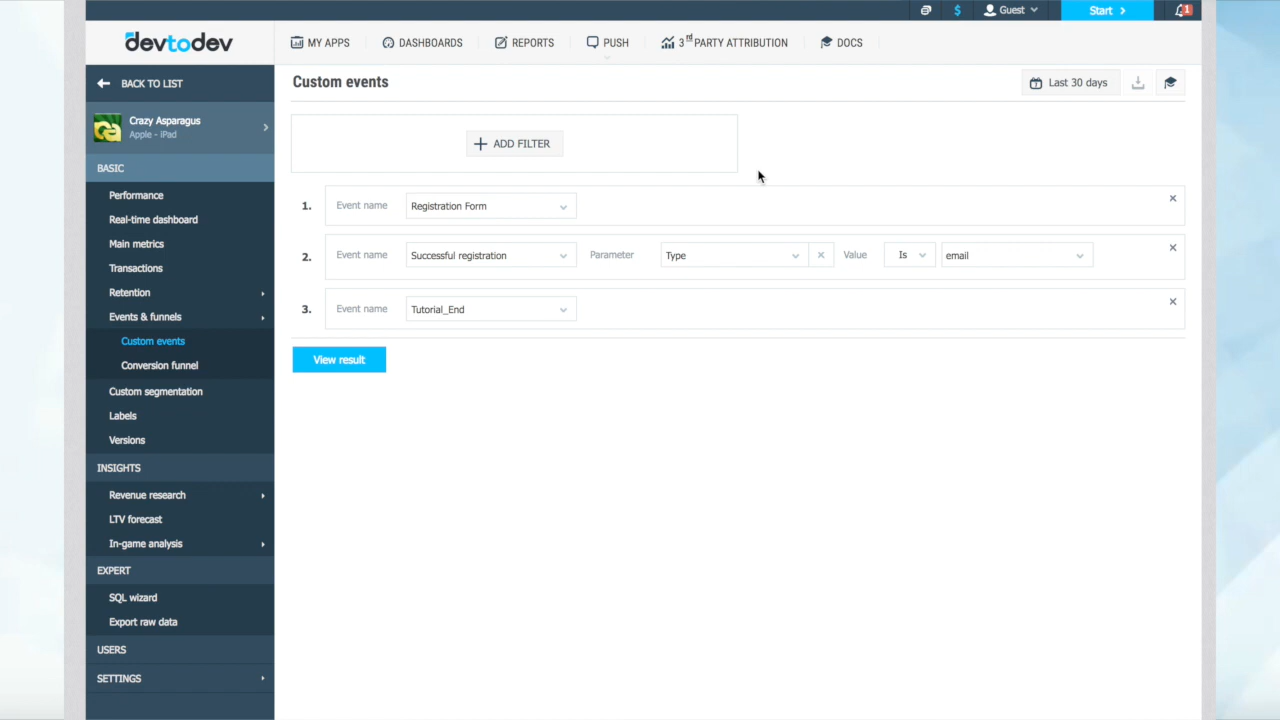 $
Guest
Start
1
devtodev
MY APPS
DASHBOARDS
REPORTS
PUSH
3rd PARTY ATTRIBUTION
DOCS
BACK TO LIST
Crazy Asparagus
Apple - iPad
BASIC
Performance
Real-time dashboard
Main metrics
Transactions
Retention
Events & funnels
Custom events
Conversion funnel
Custom segmentation
Labels
Versions
INSIGHTS
Revenue research
LTV forecast
In-game analysis
EXPERT
SQL wizard
Export raw data
USERS
SETTINGS
Custom events
Last 30 days
ADD FILTER
1. Event name Registration Form
2. Event name Successful registration Parameter Type Value Is email
3. Event name Tutorial_End
View result